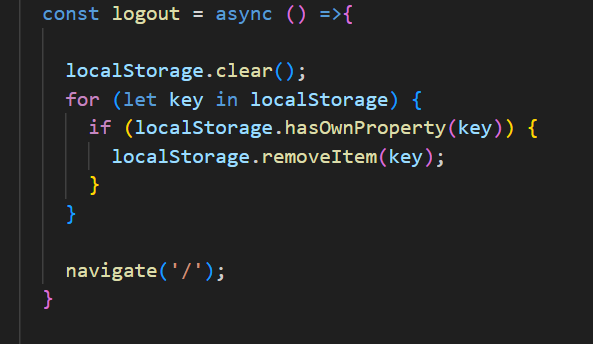 const logout = async () =>{
localStorage.clear();
for (let key in localStorage) {
if (localStorage.hasOwnProperty(key)) {
localStorage.removeItem(key);
}
}
navigate('/');
}